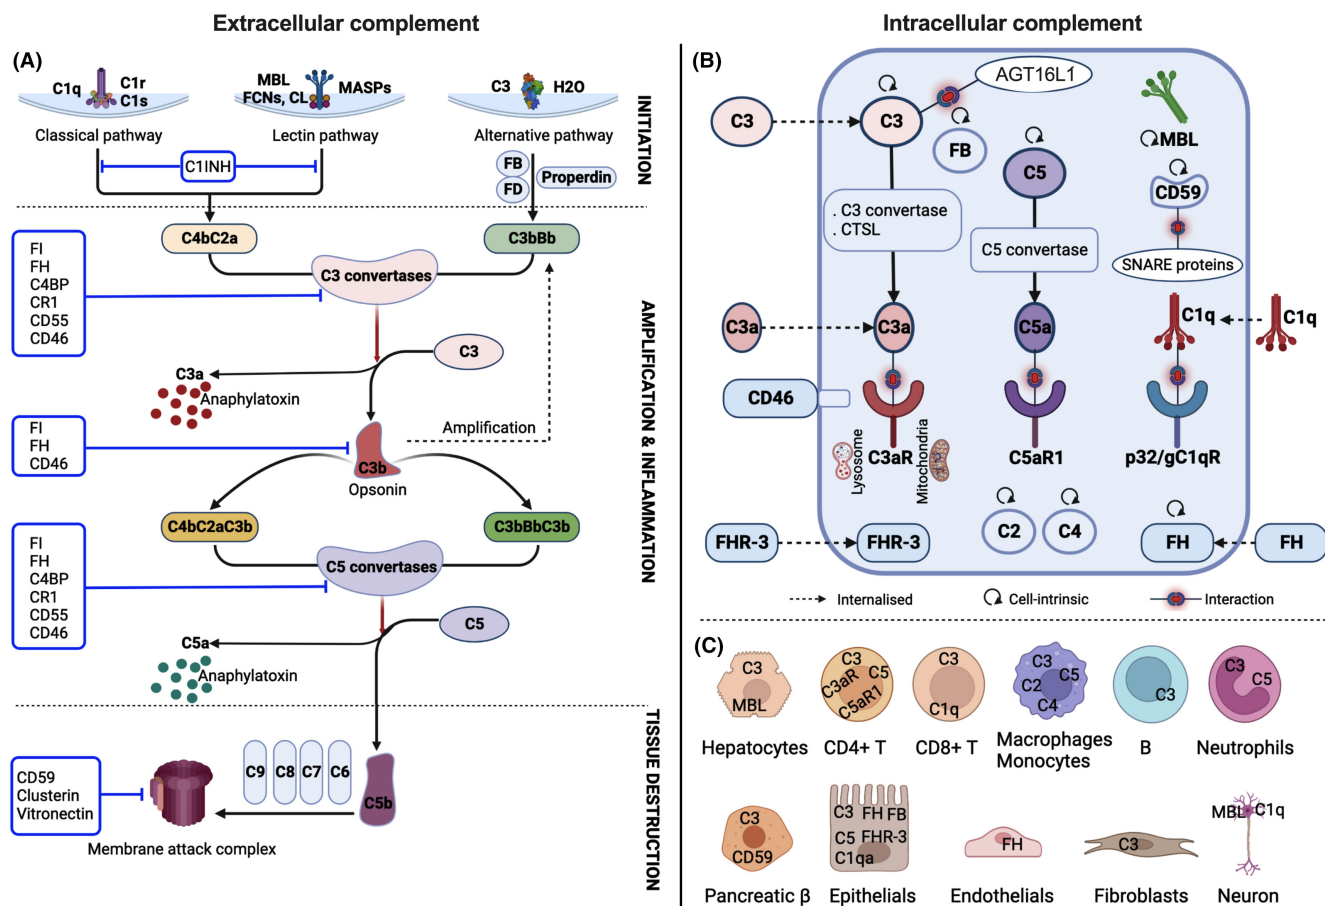 Extracellular complement
Intracellular complement
(A)
C1q
C1r
C1s
Classical pathway
MBL
FCNs, CL
MASPs
Lectin pathway
C3
H2O
Alternative pathway
INITIATION
C1INH
FB
FD
Properdin
C4bC2a
C3bBb
C3 convertases
FI
FH
C4BP
CR1
CD55
CD46
C3
C3a
Anaphylatoxin
AMPLIFICATION & INFLAMMATION
FI
FH
CD46
Amplification
C3b
Opsonin
C4bC2aC3b
C3bBbC3b
C5 convertases
FI
FH
C4BP
CR1
CD55
CD46
C5
C5a
Anaphylatoxin
TISSUE DESTRUCTION
CD59
Clusterin
Vitronectin
C9
C8
C7
C6
C5b
Membrane attack complex
(B)
C3
C3
AGT16L1
FB
C5
MBL
CD59
SNARE proteins
. C3 convertase
. CTSL
C5 convertase
C3a
C3a
C5a
C1q
C1q
CD46
Lysosome
Mitochondria
C3aR
C5aR1
p32/gC1qR
C2
C4
FHR-3
FHR-3
FH
FH
Internalised
Cell-intrinsic
Interaction
(C)
C3
MBL
Hepatocytes
C3
C3aR
C5
C5aR1
CD4+ T
C3
C1q
CD8+ T
C3
C2
C5
C4
Macrophages
Monocytes
C3
B
C3
C5
Neutrophils
C3
CD59
Pancreatic β
C3 FH FB
C5 FHR-3
C1qa
Epithelials
FH
Endothelials
C3
Fibroblasts
MBL
C1q
Neuron